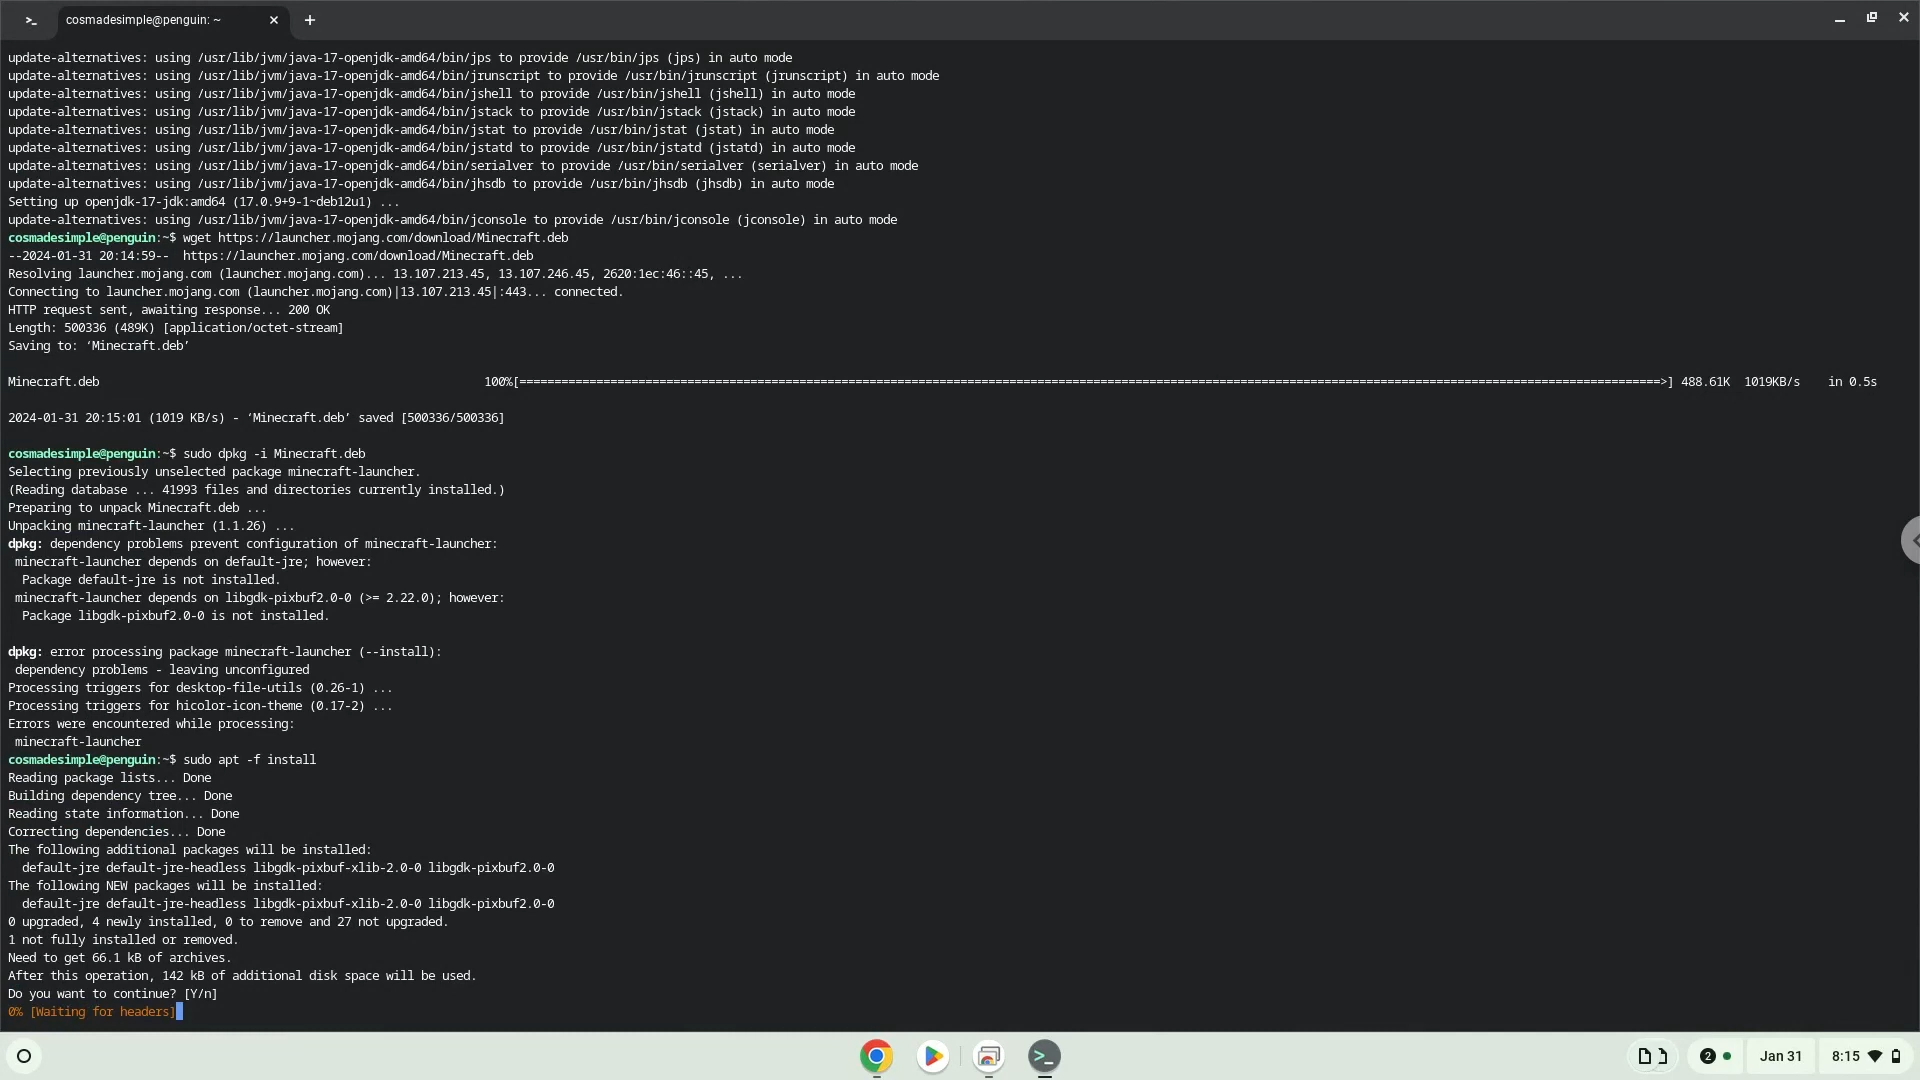 cosmadesimple@penguin: ~
update-alternatives: using /usr/lib/jvm/java-17-openjdk-amd64/bin/jps to provide /usr/bin/jps (jps) in auto mode
update-alternatives: using /usr/lib/jvm/java-17-openjdk-amd64/bin/jrunscript to provide /usr/bin/jrunscript (jrunscript) in auto mode
update-alternatives: using /usr/lib/jvm/java-17-openjdk-amd64/bin/jshell to provide /usr/bin/jshell (jshell) in auto mode
update-alternatives: using /usr/lib/jvm/java-17-openjdk-amd64/bin/jstack to provide /usr/bin/jstack (jstack) in auto mode
update-alternatives: using /usr/lib/jvm/java-17-openjdk-amd64/bin/jstat to provide /usr/bin/jstat (jstat) in auto mode
update-alternatives: using /usr/lib/jvm/java-17-openjdk-amd64/bin/jstatd to provide /usr/bin/jstatd (jstatd) in auto mode
update-alternatives: using /usr/lib/jvm/java-17-openjdk-amd64/bin/serialver to provide /usr/bin/serialver (serialver) in auto mode
update-alternatives: using /usr/lib/jvm/java-17-openjdk-amd64/bin/jhsdb to provide /usr/bin/jhsdb (jhsdb) in auto mode
Setting up openjdk-17-jdk:amd64 (17.0.9+9-1~deb12u1) ...
update-alternatives: using /usr/lib/jvm/java-17-openjdk-amd64/bin/jconsole to provide /usr/bin/jconsole (jconsole) in auto mode
cosmadesimple@penguin:~$ wget https://launcher.mojang.com/download/Minecraft.deb
--2024-01-31 20:14:59--  https://launcher.mojang.com/download/Minecraft.deb
Resolving launcher.mojang.com (launcher.mojang.com)... 13.107.213.45, 13.107.246.45, 2620:1ec:46::45, ...
Connecting to launcher.mojang.com (launcher.mojang.com)|13.107.213.45|:443... connected.
HTTP request sent, awaiting response... 200 OK
Length: 500336 (489K) [application/octet-stream]
Saving to: ‘Minecraft.deb’
Minecraft.deb 100%[===================================================================================================================================================================>] 488.61K 1019KB/s in 0.5s
2024-01-31 20:15:01 (1019 KB/s) - ‘Minecraft.deb’ saved [500336/500336]
cosmadesimple@penguin:~$ sudo dpkg -i Minecraft.deb
Selecting previously unselected package minecraft-launcher.
(Reading database ... 41993 files and directories currently installed.)
Preparing to unpack Minecraft.deb ...
Unpacking minecraft-launcher (1.1.26) ...
dpkg: dependency problems prevent configuration of minecraft-launcher:
minecraft-launcher depends on default-jre; however:
Package default-jre is not installed.
minecraft-launcher depends on libgdk-pixbuf2.0-0 (>= 2.22.0); however:
Package libgdk-pixbuf2.0-0 is not installed.
dpkg: error processing package minecraft-launcher (--install):
dependency problems - leaving unconfigured
Processing triggers for desktop-file-utils (0.26-1) ...
Processing triggers for hicolor-icon-theme (0.17-2) ...
Errors were encountered while processing:
minecraft-launcher
cosmadesimple@penguin:~$ sudo apt -f install
Reading package lists... Done
Building dependency tree... Done
Reading state information... Done
Correcting dependencies... Done
The following additional packages will be installed:
default-jre default-jre-headless libgdk-pixbuf-xlib-2.0-0 libgdk-pixbuf2.0-0
The following NEW packages will be installed:
default-jre default-jre-headless libgdk-pixbuf-xlib-2.0-0 libgdk-pixbuf2.0-0
0 upgraded, 4 newly installed, 0 to remove and 27 not upgraded.
1 not fully installed or removed.
Need to get 66.1 kB of archives.
After this operation, 142 kB of additional disk space will be used.
Do you want to continue? [Y/n]
0% [Waiting for headers]
2 Jan 31 8:15